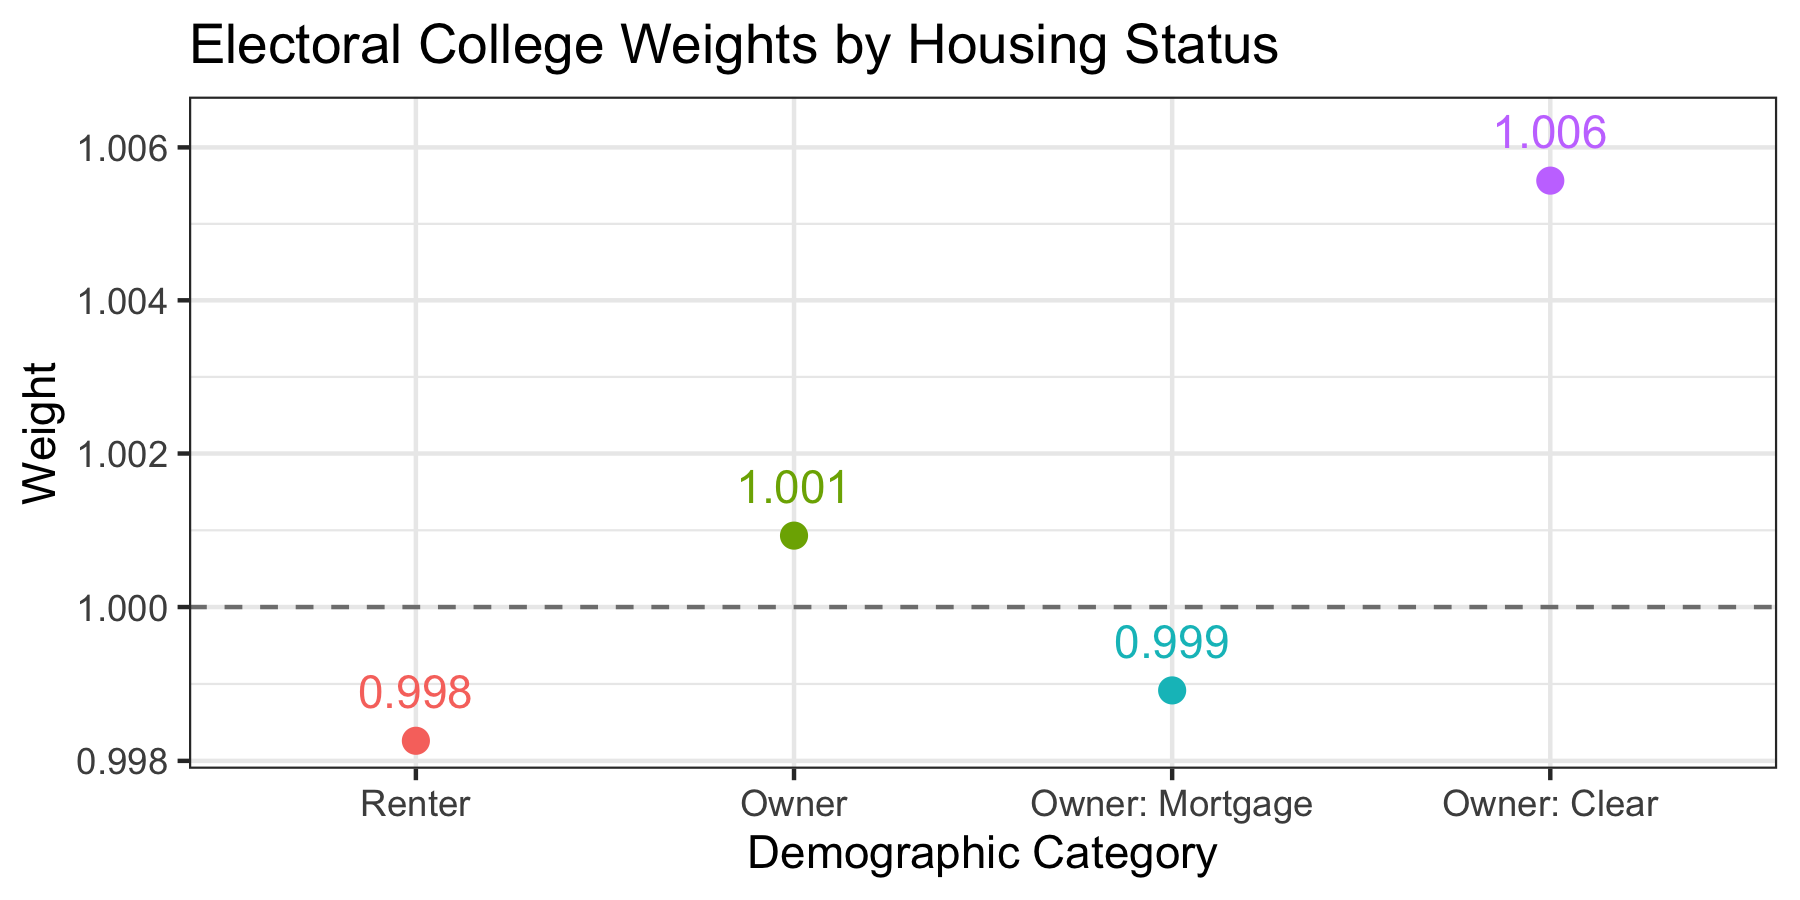 Electoral College Weights by Housing Status
1.006
1.006
1.004
Weight
1.002
1.001
1.000
0.999
0.998
0.998
Renter Owner Owner: Mortgage Owner: Clear
Demographic Category